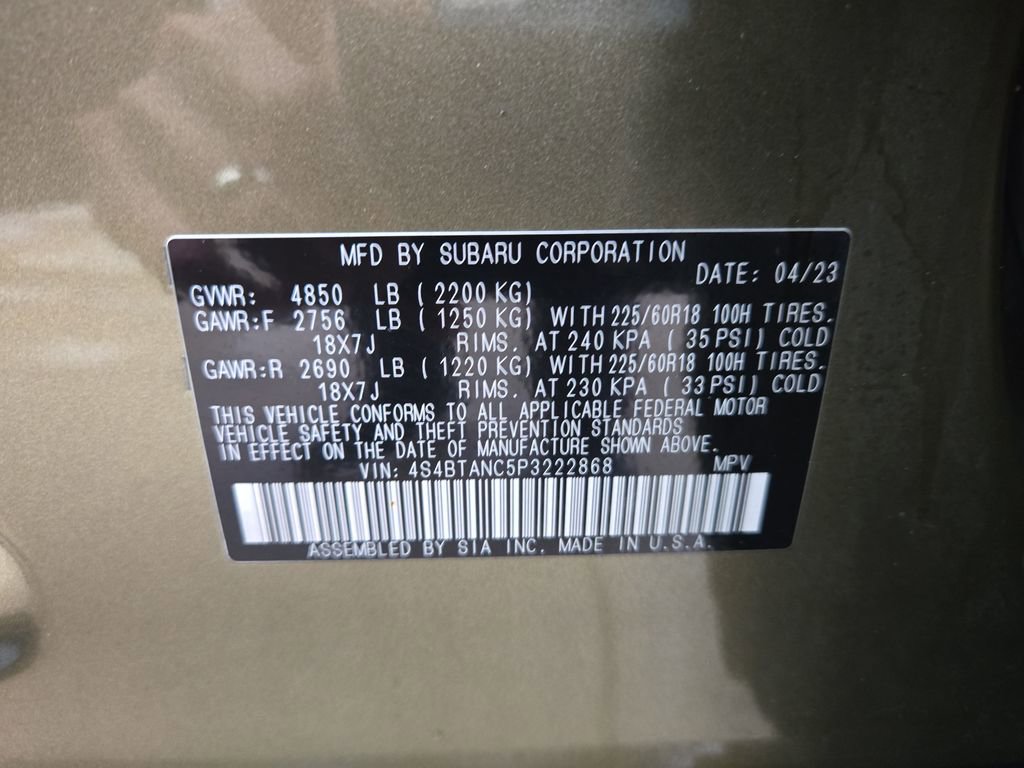 MFD BY SUBARU CORPORATION
DATE: 04/23
GVWR: 4850 LB ( 2200 KG)
GAWR:F 2756 LB ( 1250 KG) WITH 225/60R18 100H TIRES.
18X7J RIMS. AT 240 KPA ( 35 PSI) COLD
GAWR:R 2690 LB ( 1220 KG) WITH 225/60R18 100H TIRES.
18X7J RIMS. AT 230 KPA ( 33 PSI) COLD
THIS VEHICLE CONFORMS TO ALL APPLICABLE FEDERAL MOTOR
VEHICLE SAFETY AND THEFT PREVENTION STANDARDS
IN EFFECT ON THE DATE OF MANUFACTURE SHOWN ABOVE.
VIN: 4S4BTANC5P3222868 MPV
ASSEMBLED BY SIA INC. MADE IN U.S.A.